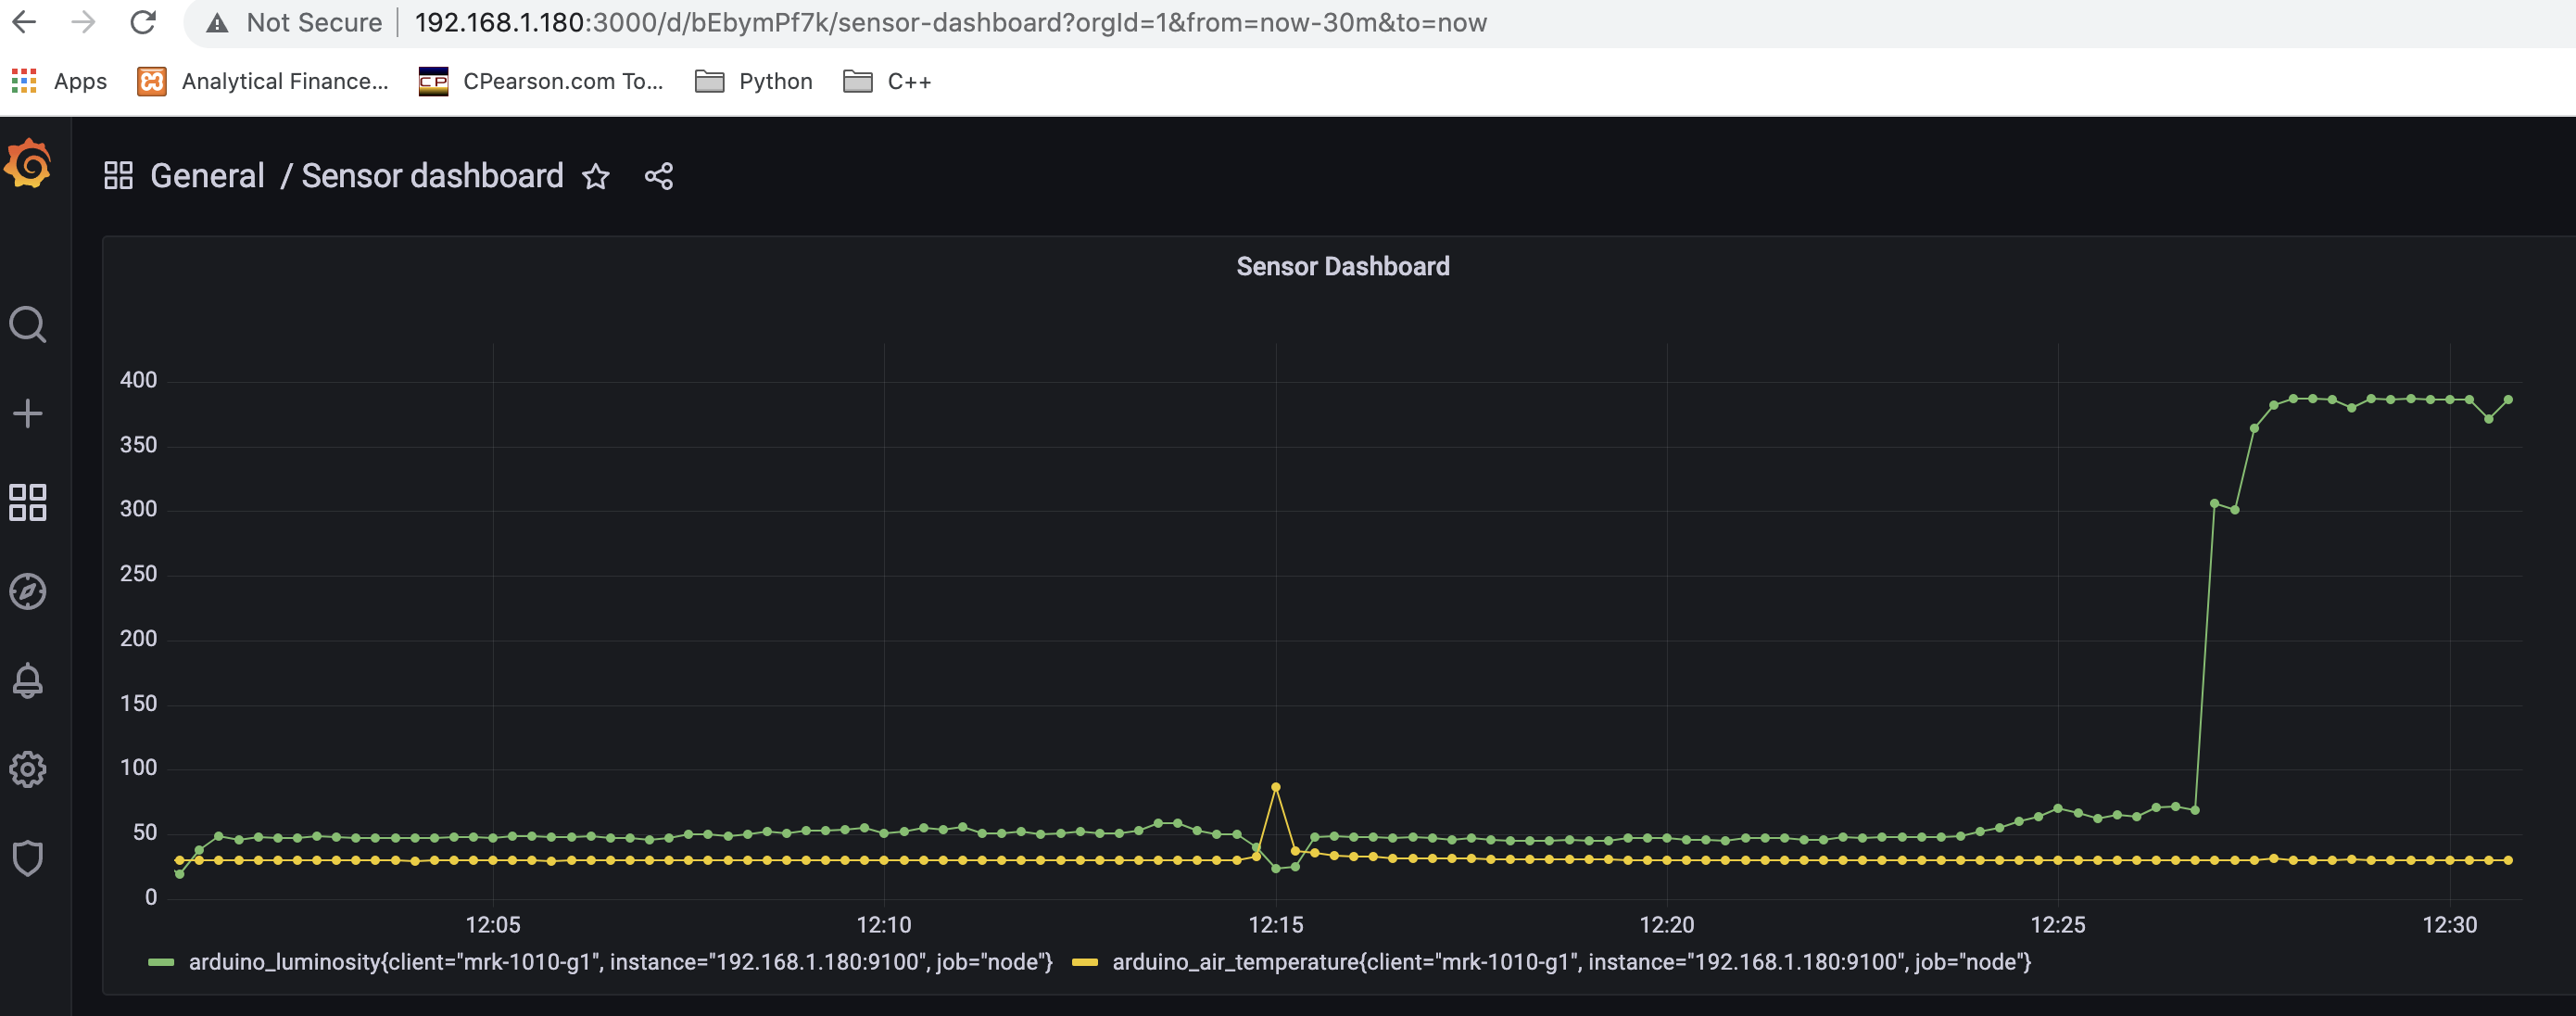 Not Secure 192.168.1.180:3000/d/bEbymPf7k/sensor-dashboard?orgId=1&from=now-30m&to=now
Apps Analytical Finance... CP CPearson.com To... Python C++
General / Sensor dashboard
Sensor Dashboard
400
350
300
250
200
150
100
50
0
12:05 12:10 12:15 12:20 12:25 12:30
arduino_luminosity{client="mrk-1010-g1", instance="192.168.1.180:9100", job="node"} arduino_air_temperature{client="mrk-1010-g1", instance="192.168.1.180:9100", job="node"}